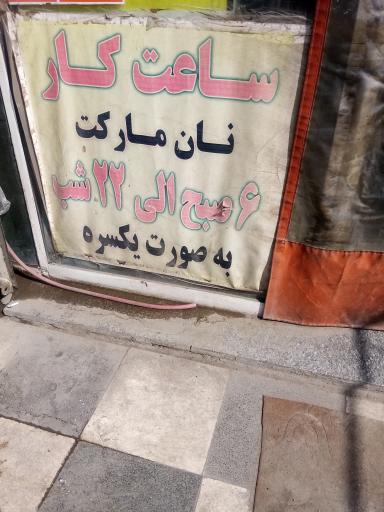 ساعت کار
نان مارکت
۶ صبح الی ۲۲ شب
به صورت یکسره